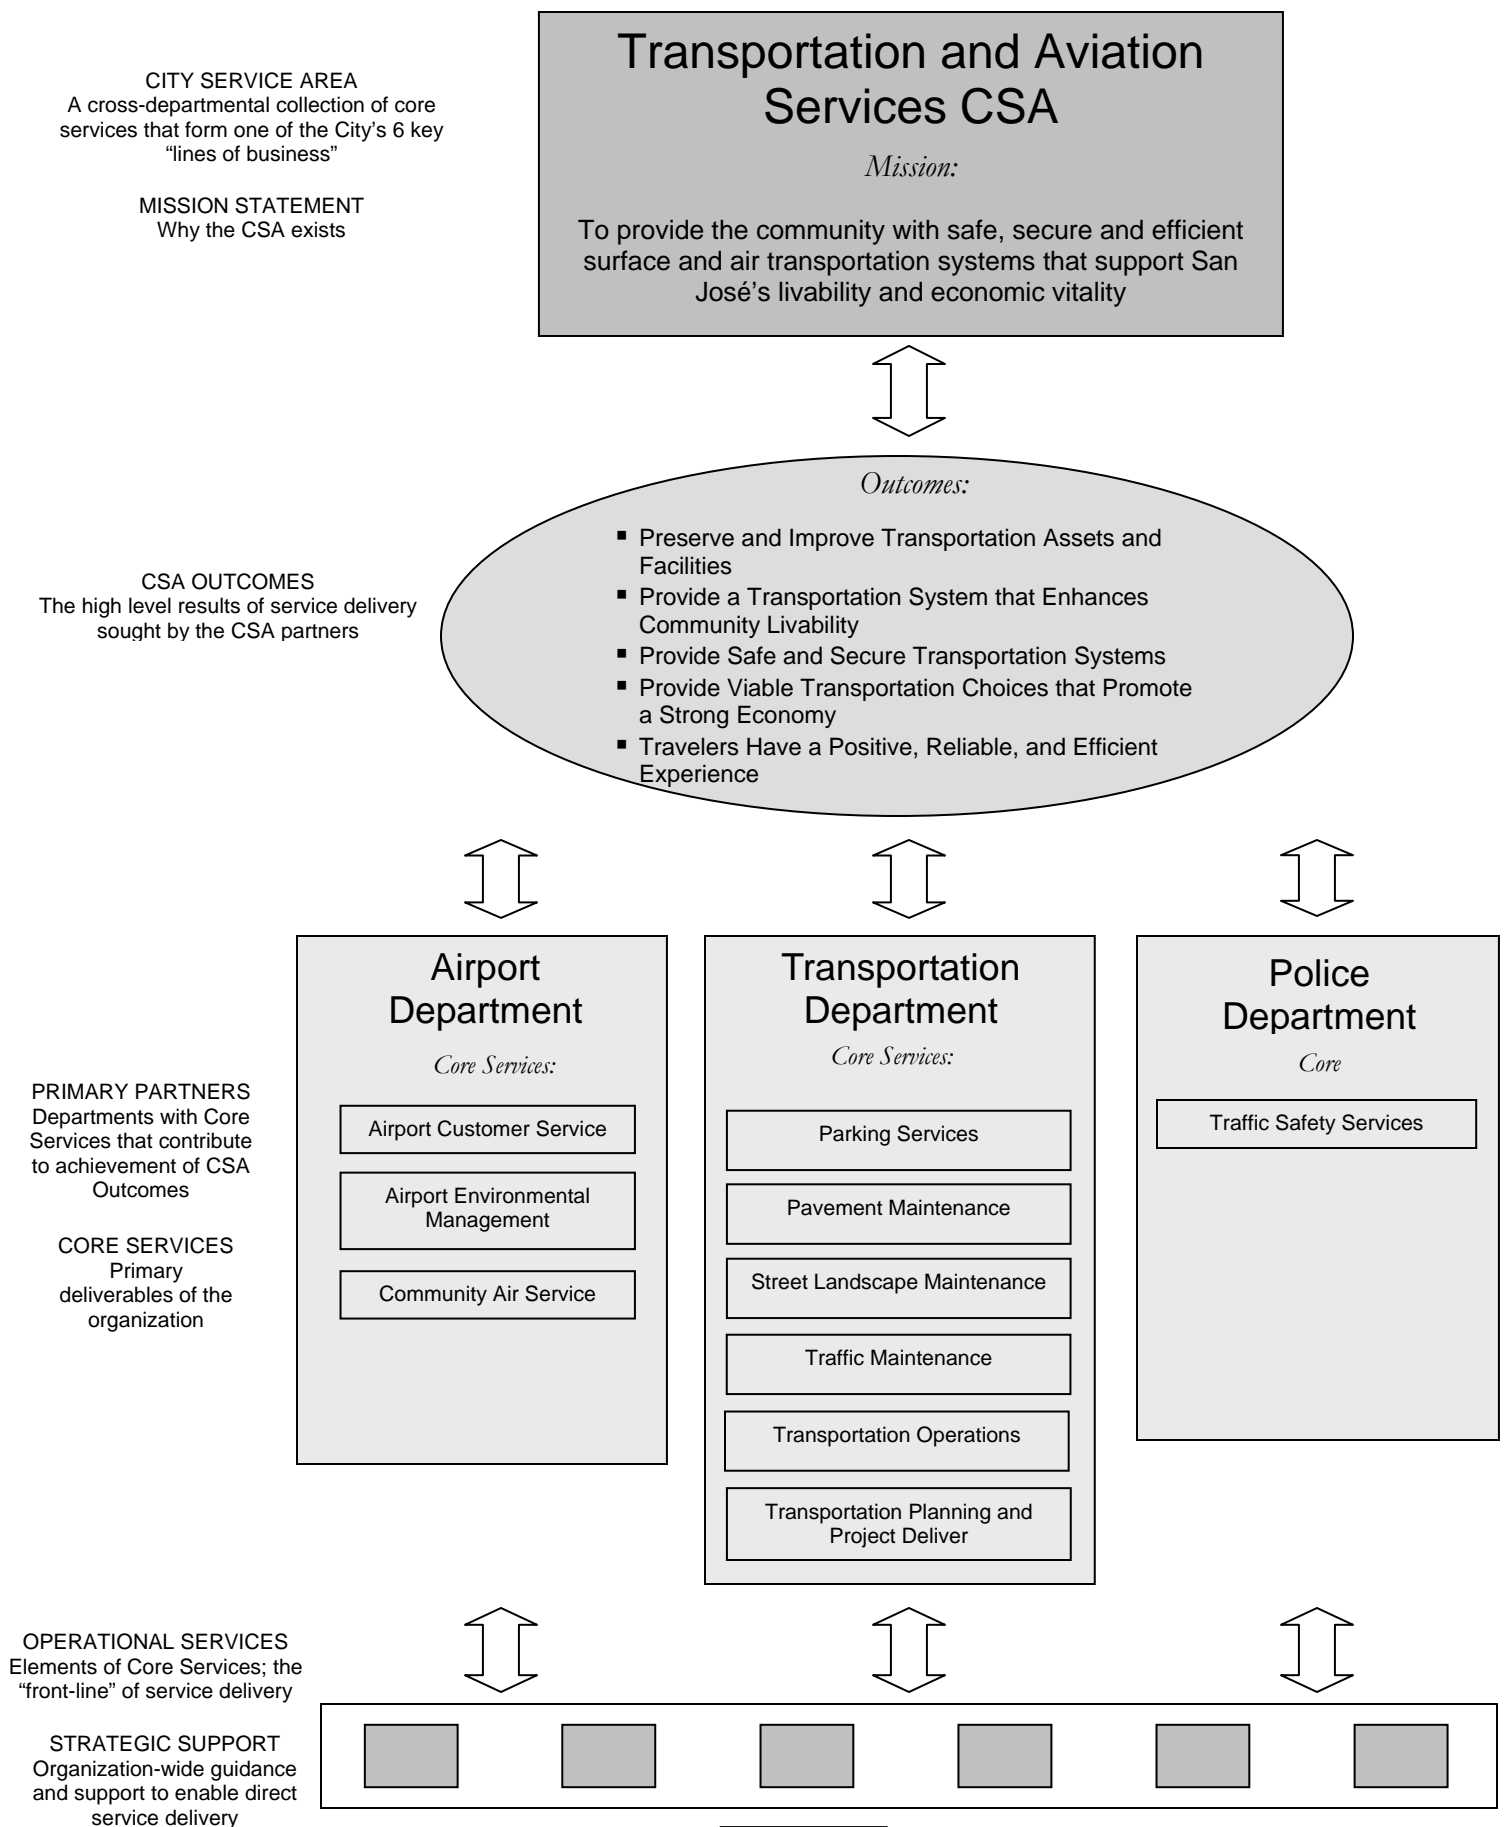 Transportation and Aviation
Services CSA
Mission:
To provide the community with safe, secure and efficient
surface and air transportation systems that support San
José’s livability and economic vitality
CITY SERVICE AREA
A cross-departmental collection of core
services that form one of the City’s 6 key
“lines of business”
MISSION STATEMENT
Why the CSA exists
Outcomes:
▪ Preserve and Improve Transportation Assets and
Facilities
▪ Provide a Transportation System that Enhances
Community Livability
▪ Provide Safe and Secure Transportation Systems
▪ Provide Viable Transportation Choices that Promote
a Strong Economy
▪ Travelers Have a Positive, Reliable, and Efficient
Experience
CSA OUTCOMES
The high level results of service delivery
sought by the CSA partners
Airport
Department
Core Services:
Airport Customer Service
Airport Environmental
Management
Community Air Service
Transportation
Department
Core Services:
Parking Services
Pavement Maintenance
Street Landscape Maintenance
Traffic Maintenance
Transportation Operations
Transportation Planning and
Project Deliver
Police
Department
Core
Traffic Safety Services
PRIMARY PARTNERS
Departments with Core
Services that contribute
to achievement of CSA
Outcomes
CORE SERVICES
Primary
deliverables of the
organization
OPERATIONAL SERVICES
Elements of Core Services; the
“front-line” of service delivery
STRATEGIC SUPPORT
Organization-wide guidance
and support to enable direct
service delivery